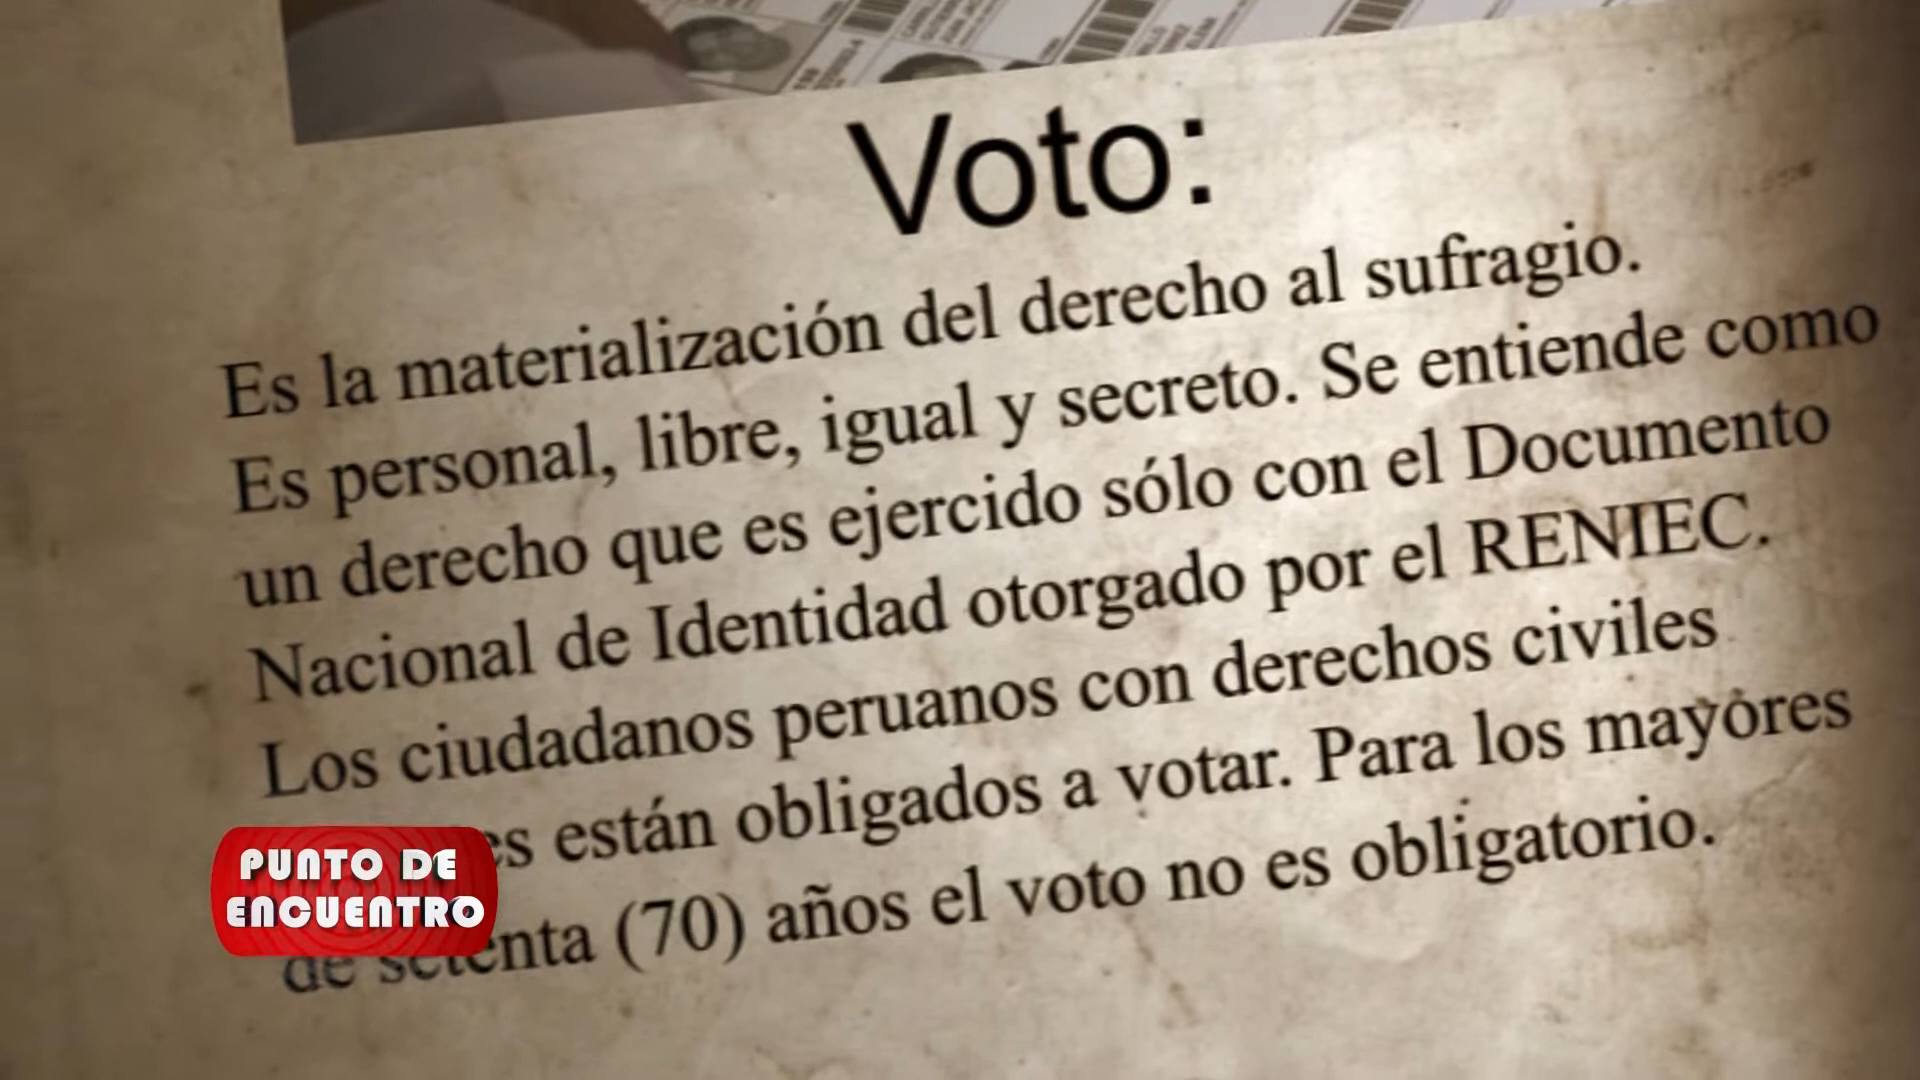 Voto:
Es la materialización del derecho al sufragio.
Es personal, libre, igual y secreto. Se entiende como
un derecho que es ejercido sólo con el Documento
Nacional de Identidad otorgado por el RENIEC.
Los ciudadanos peruanos con derechos civiles
están obligados a votar. Para los mayores
de setenta (70) años el voto no es obligatorio.
PUNTO DE
ENCUENTRO